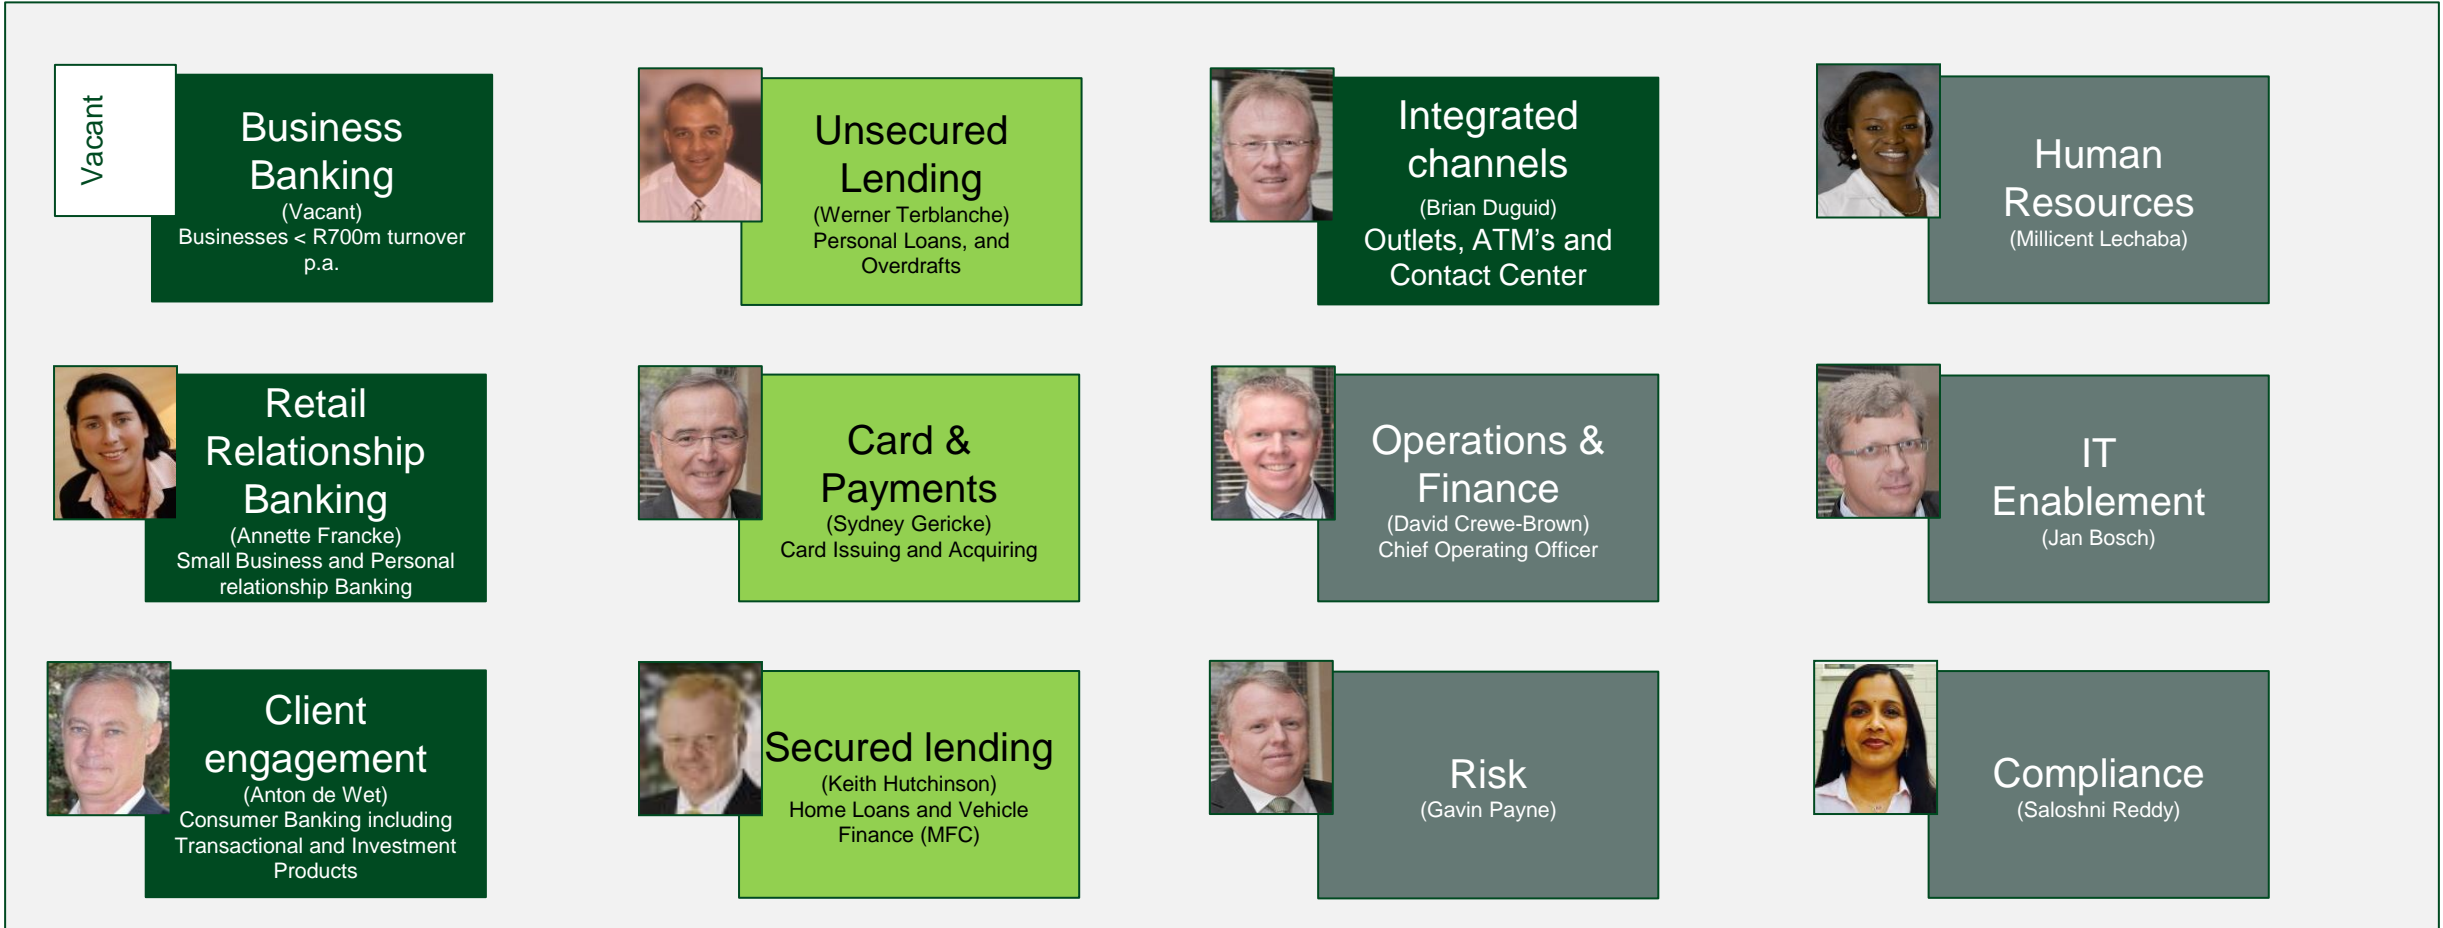 Vacant
Business
Banking
(Vacant)
Businesses < R700m turnover
p.a.
Unsecured
Lending
(Werner Terblanche)
Personal Loans, and
Overdrafts
Integrated
channels
(Brian Duguid)
Outlets, ATM’s and
Contact Center
Human
Resources
(Millicent Lechaba)
Retail
Relationship
Banking
(Annette Francke)
Small Business and Personal
relationship Banking
Card &
Payments
(Sydney Gericke)
Card Issuing and Acquiring
Operations &
Finance
(David Crewe-Brown)
Chief Operating Officer
IT
Enablement
(Jan Bosch)
Client
engagement
(Anton de Wet)
Consumer Banking including
Transactional and Investment
Products
Secured lending
(Keith Hutchinson)
Home Loans and Vehicle
Finance (MFC)
Risk
(Gavin Payne)
Compliance
(Saloshni Reddy)